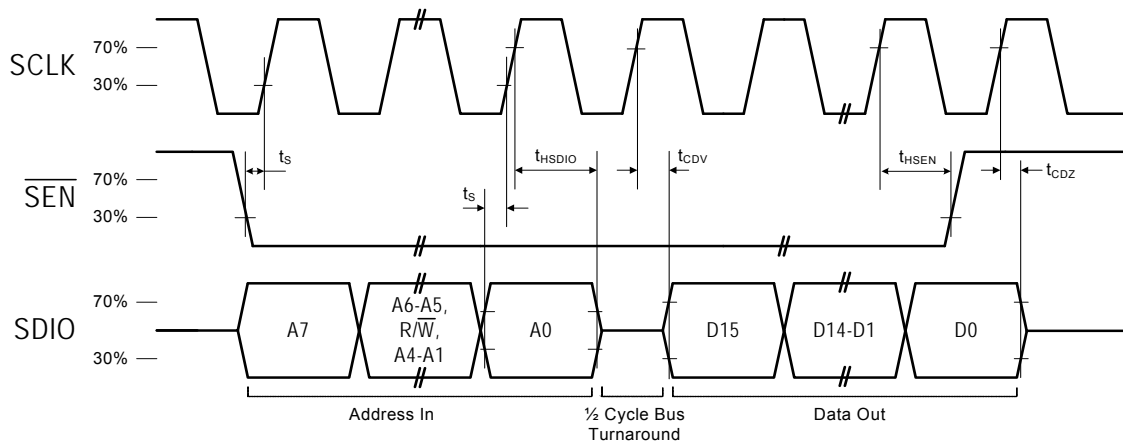 SCLK
70%
30%
SEN
70%
30%
tS
tS
tHSDIO
tCDV
tHSEN
tCDZ
SDIO
70%
30%
A7
A6-A5,
R/W,
A4-A1
A0
D15
D14-D1
D0
Address In
½ Cycle Bus
Turnaround
Data Out